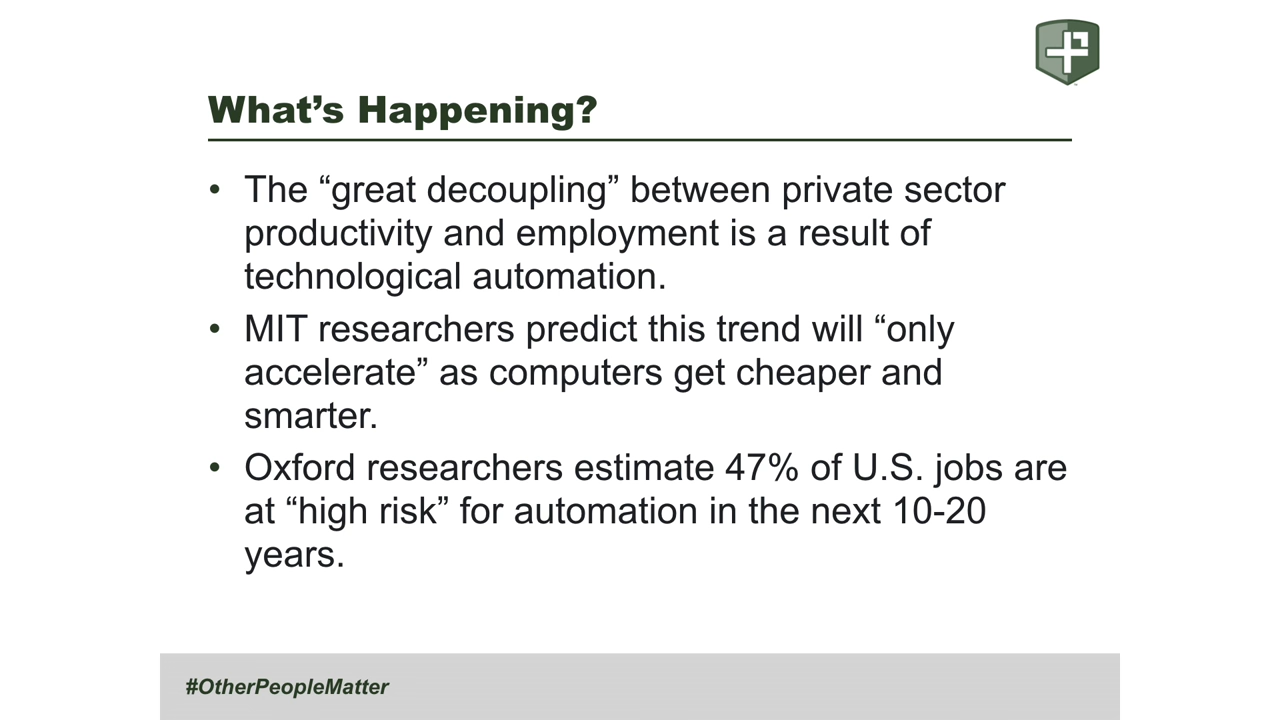 What’s Happening?
• The “great decoupling” between private sector
productivity and employment is a result of
technological automation.
• MIT researchers predict this trend will “only
accelerate” as computers get cheaper and
smarter.
• Oxford researchers estimate 47% of U.S. jobs are
at “high risk” for automation in the next 10-20
years.
#OtherPeopleMatter